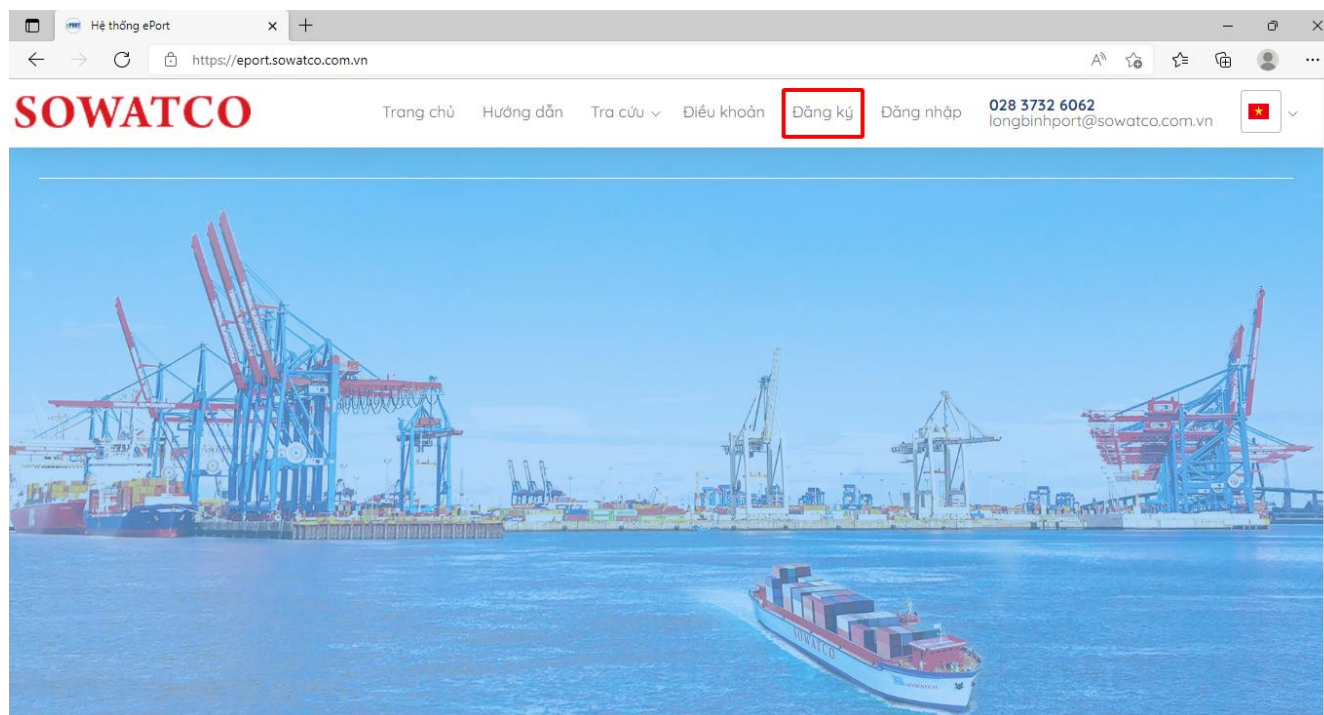 Hệ thống ePort
https://eport.sowatco.com.vn
SOWATCO
Trang chủ Hướng dẫn Tra cứu Điều khoản Đăng ký Đăng nhập
028 3732 6062
longbinhport@sowatco.com.vn
SOWATCO
SOWATCO